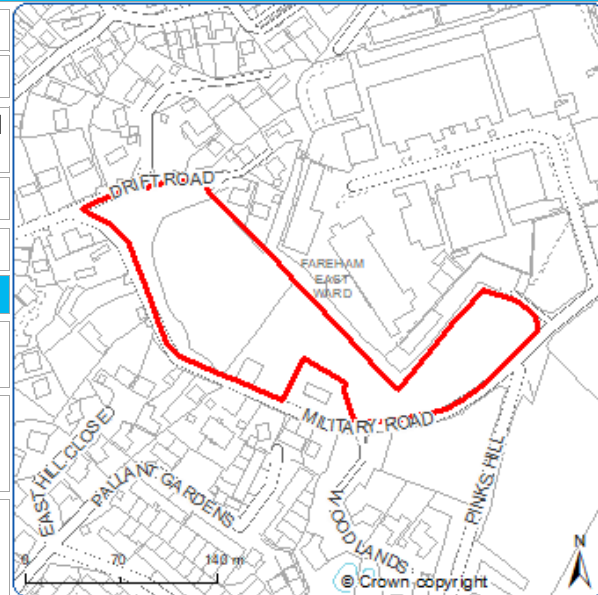 DRIFT ROAD
FAREHAM
EAST
WARD
MILITARY ROAD
EAST HILL CLOSE
PALLANT GARDENS
WOODLANDS
PINKS HILL
0 70 140 m
N
© Crown copyright